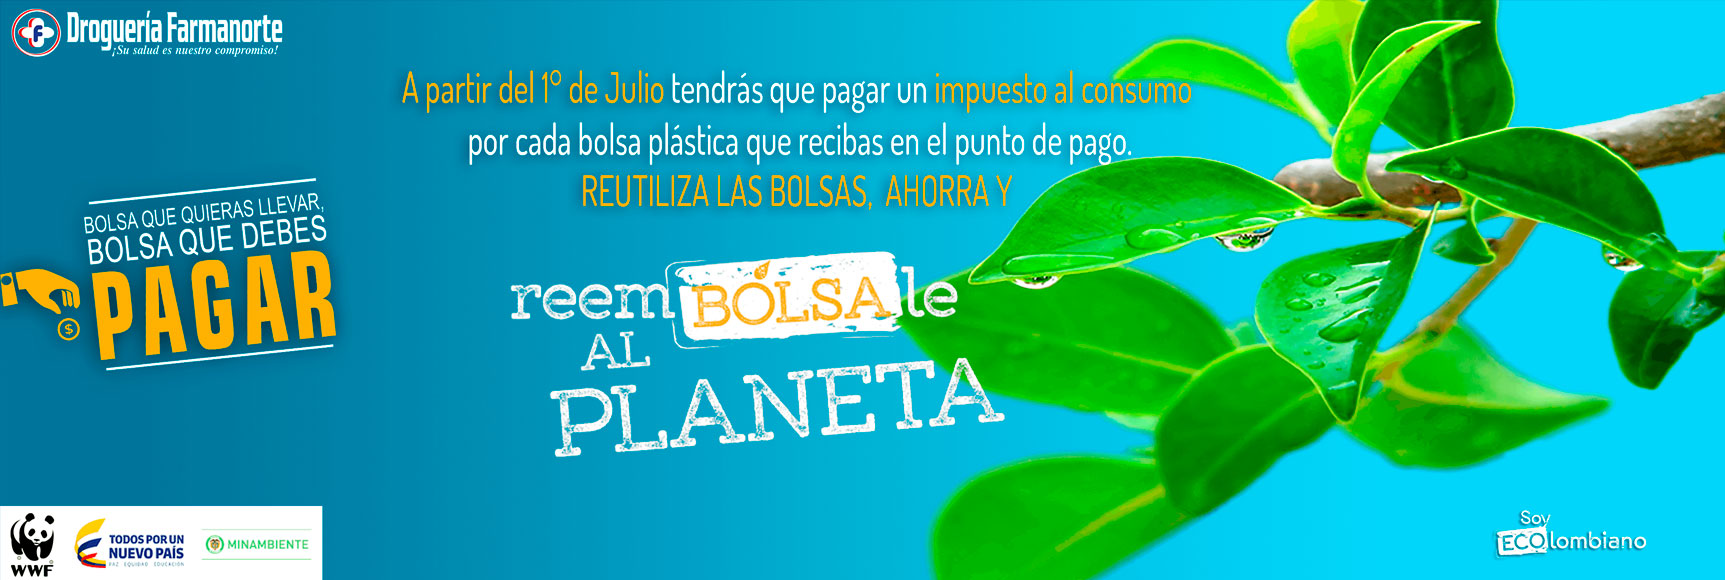 Droguería Farmanorte
¡Su salud es nuestro compromiso!
A partir del 1° de Julio tendrás que pagar un impuesto al consumo
por cada bolsa plástica que recibas en el punto de pago.
REUTILIZA LAS BOLSAS, AHORRA Y
BOLSA QUE QUIERAS LLEVAR,
BOLSA QUE DEBES
PAGAR
$
reemBOLSAle
AL
PLANETA
WWF
TODOS POR UN
NUEVO PAÍS
PAZ EQUIDAD EDUCACIÓN
MINAMBIENTE
Soy
ECOlombiano